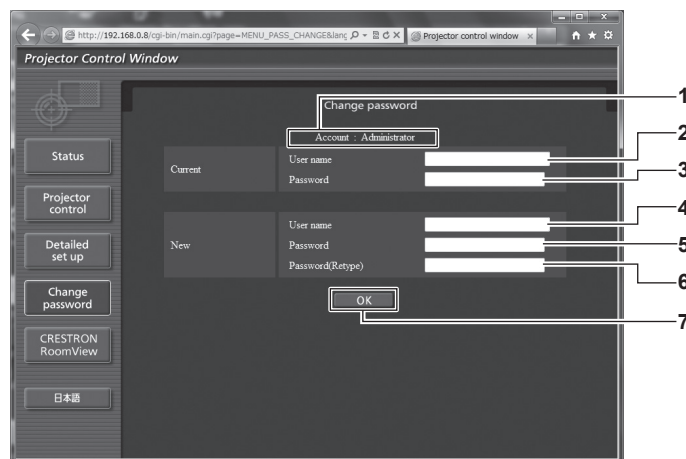 http://192.168.0.8/cgi-bin/main.cgi?page=MENU_PASS_CHANGE&lang
Projector control window
Projector Control Window
Change password
1
Account : Administrator
2
Status
Current
User name
Password
3
Projector
control
New
User name
4
Detailed
set up
Password
5
Password(Retype)
6
Change
password
OK
7
CRESTRON
RoomView
日本語